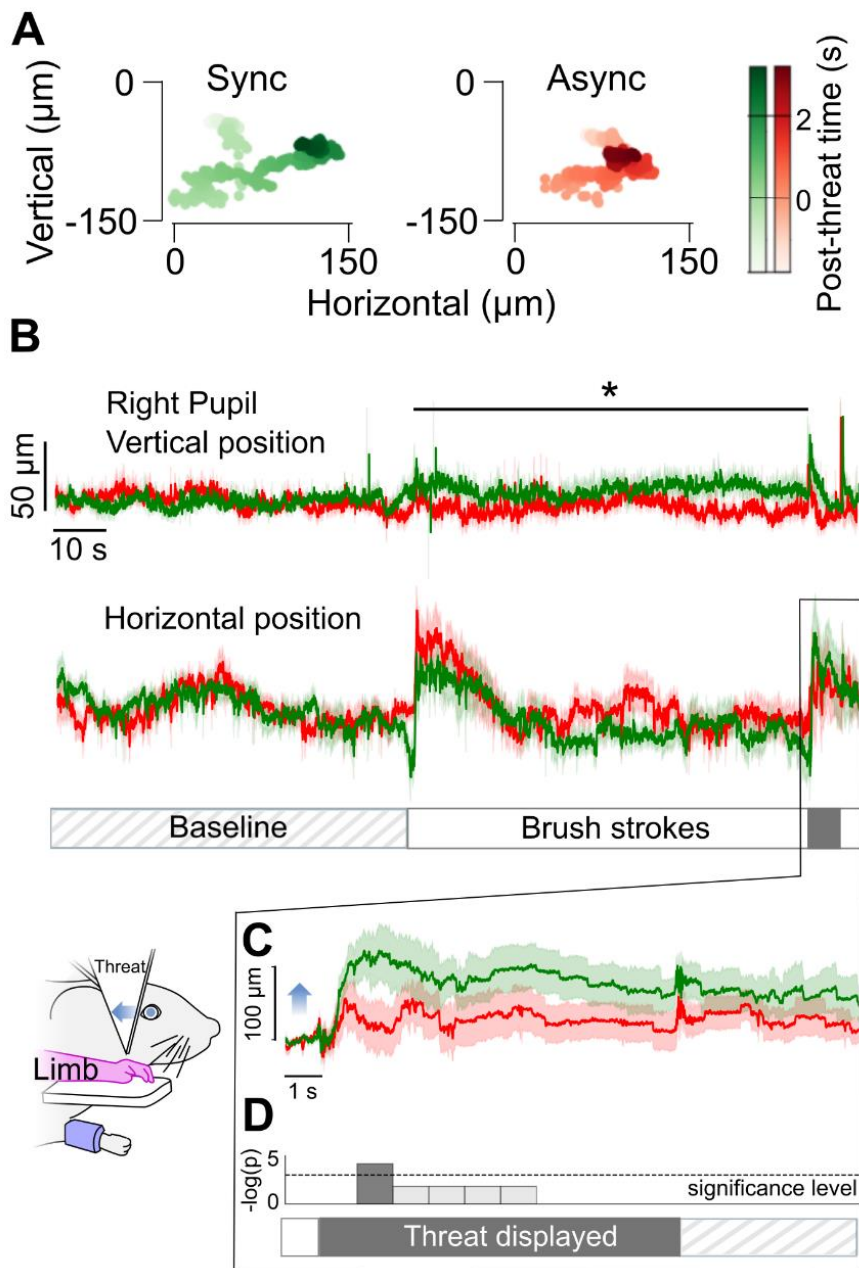 A
Sync
Async
0
-150
Vertical (µm)
0
-150
0
150
0
150
Horizontal (µm)
2
0
Post-threat time (s)
B
Right Pupil
Vertical position
*
50 µm
10 s
Horizontal position
Baseline
Brush strokes
Threat
Limb
C
100 µm
1 s
D
5
0
-log(p)
significance level
Threat displayed